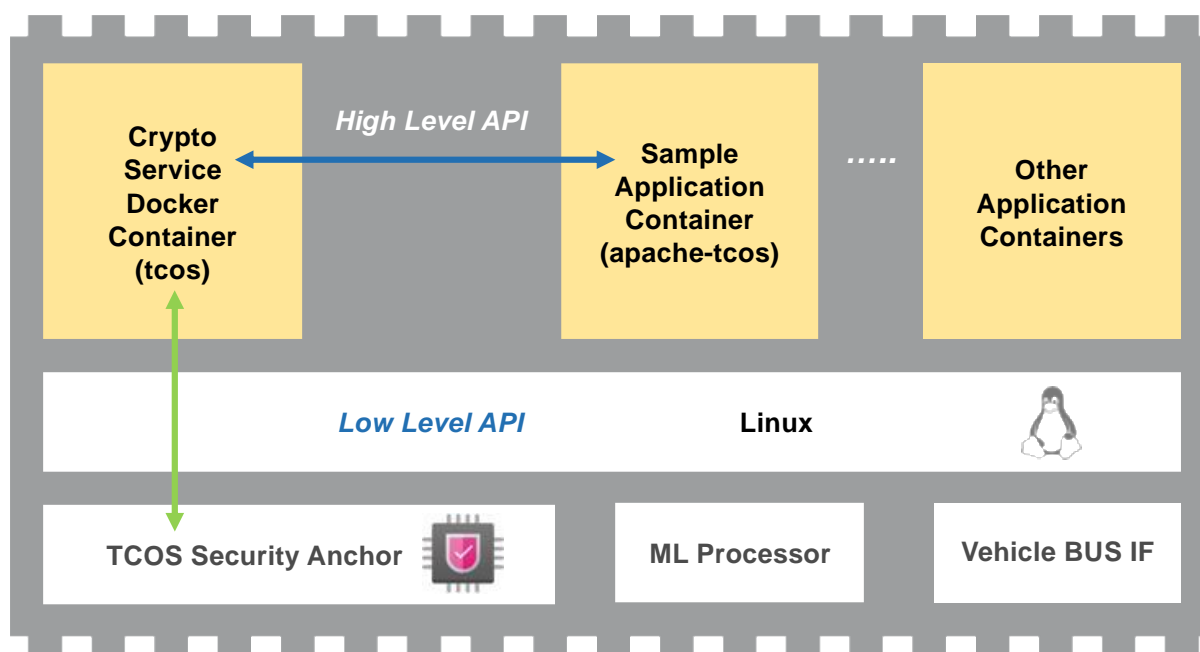 Crypto
Service
Docker
Container
(tcos)
High Level API
Sample
Application
Container
(apache-tcos)
.....
Other
Application
Containers
Low Level API
Linux
TCOS Security Anchor
ML Processor
Vehicle BUS IF